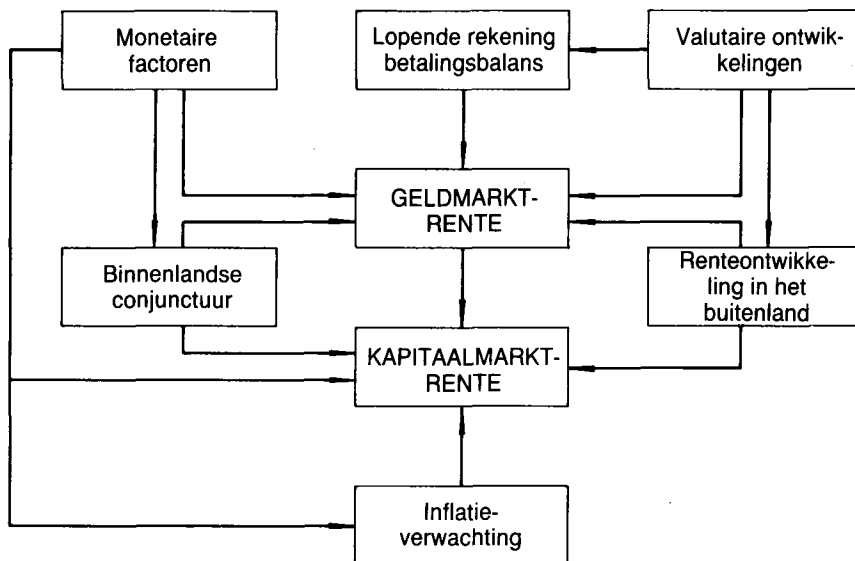 Monetaire
factoren
Lopende rekening
betalingsbalans
Valutaire ontwik-
kelingen
GELDMARKT-
RENTE
Binnenlandse
conjunctuur
Renteontwikke-
ling in het
buitenland
KAPITAALMARKT-
RENTE
Inflatie-
verwachting